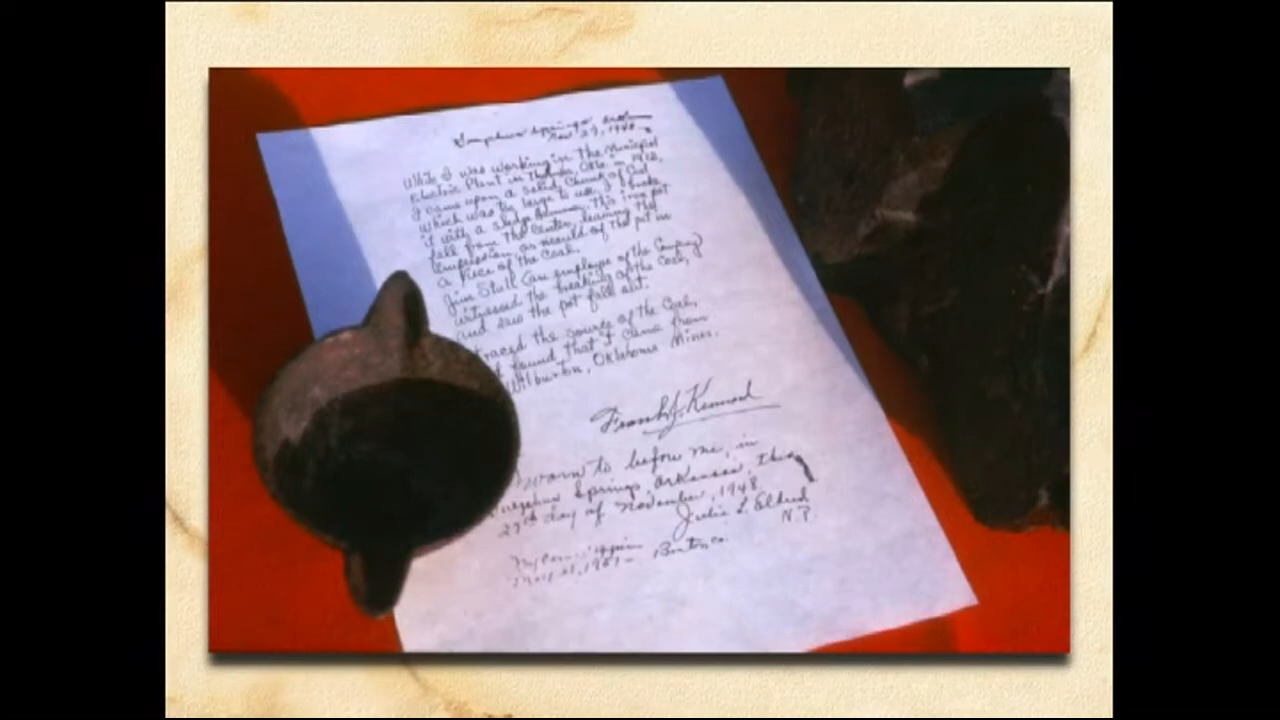 Springs, Ark
Nov 27, 1948
While I was working in the Municipal
Electric Plant in Thomas, Okla. in 1912,
I came upon a solid chunk of coal
which was too large to use. I broke
it with a sledge hammer. This iron pot
fell from the center, leaving the
impression, or mould of the pot in
a piece of the coal.
Jim Stull (an employee of the Company)
witnessed the breaking of the coal,
and saw the pot fall out.
traced the source of the coal,
found that it came from
Wilburton, Oklahoma Mines.
Frank J. Kennard
Sworn to before me, in
Springs, Arkansas, this
27th day of November, 1948.
Julia L. Eldred
N.P.
My Com. Benton co.